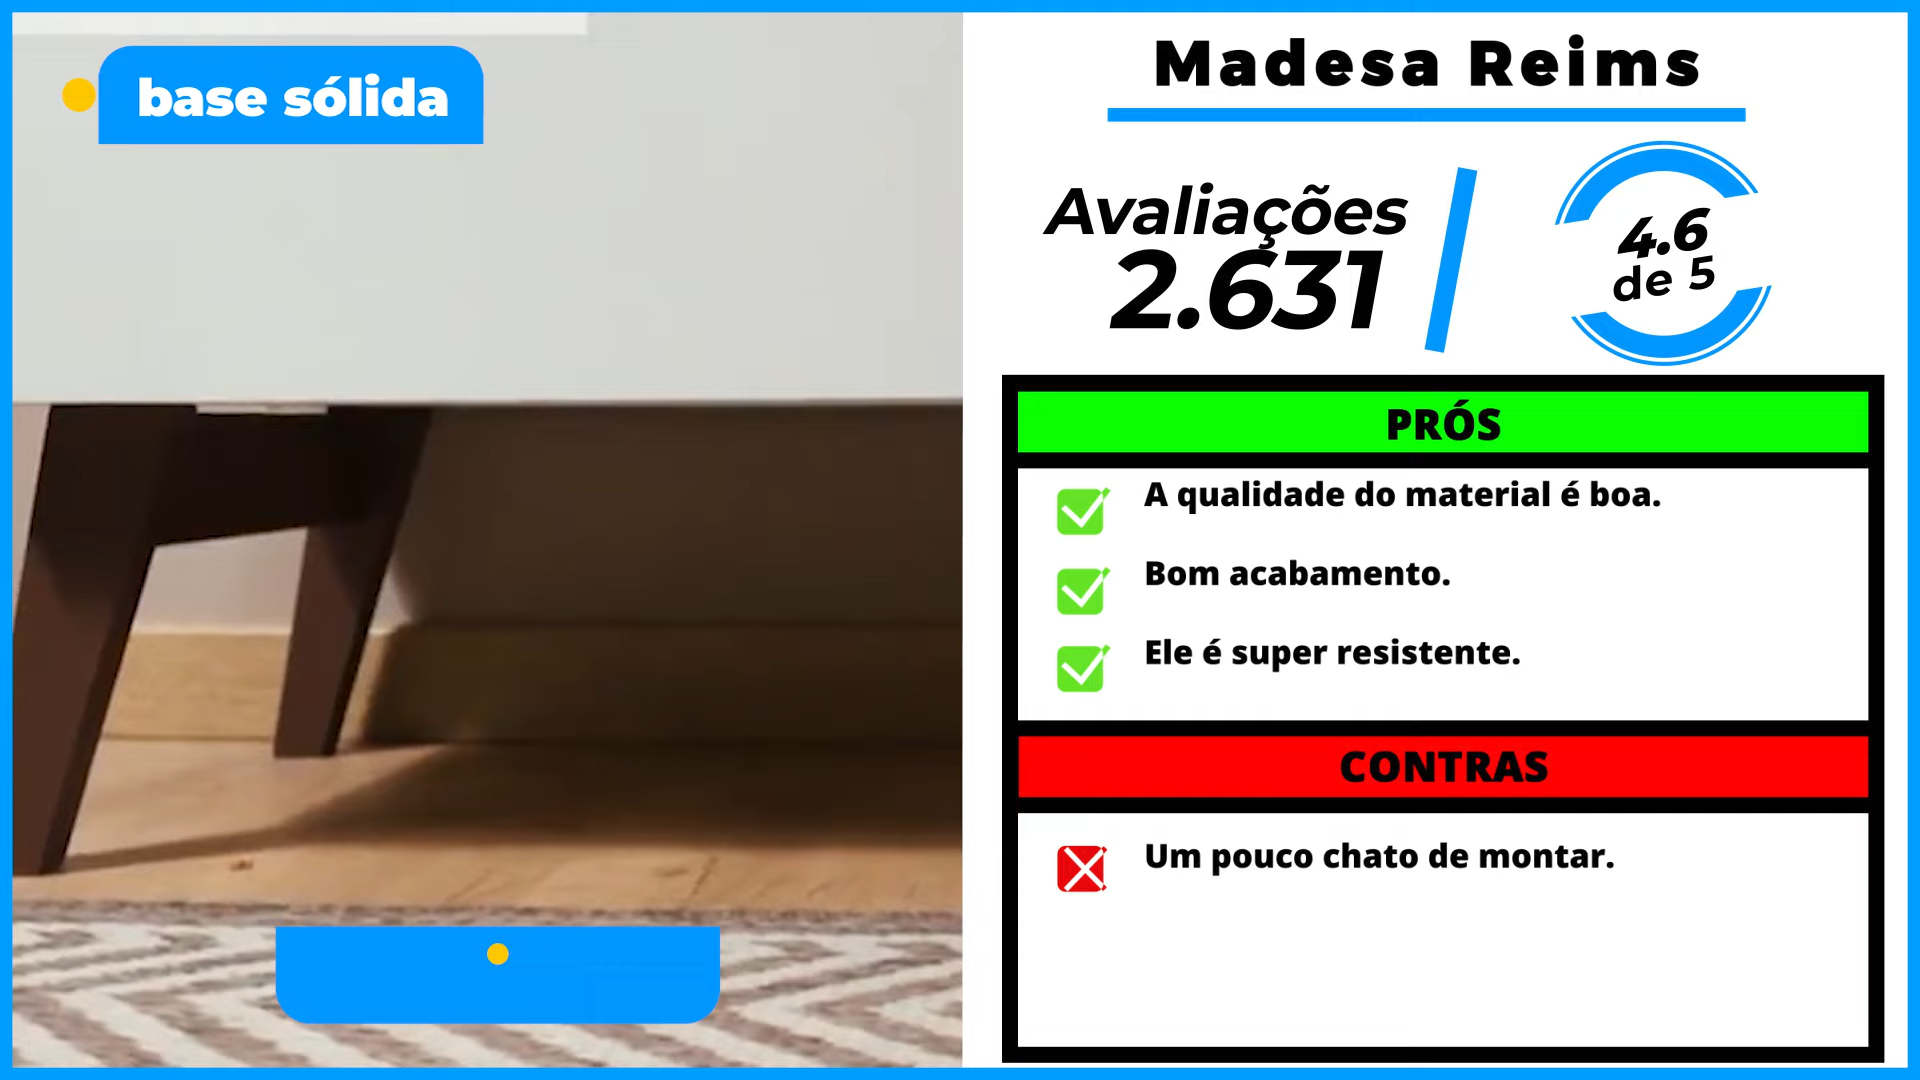 base sólida
Madesa Reims
Avaliações
2.631
4.6
de 5
PRÓS
A qualidade do material é boa.
Bom acabamento.
Ele é super resistente.
CONTRAS
Um pouco chato de montar.